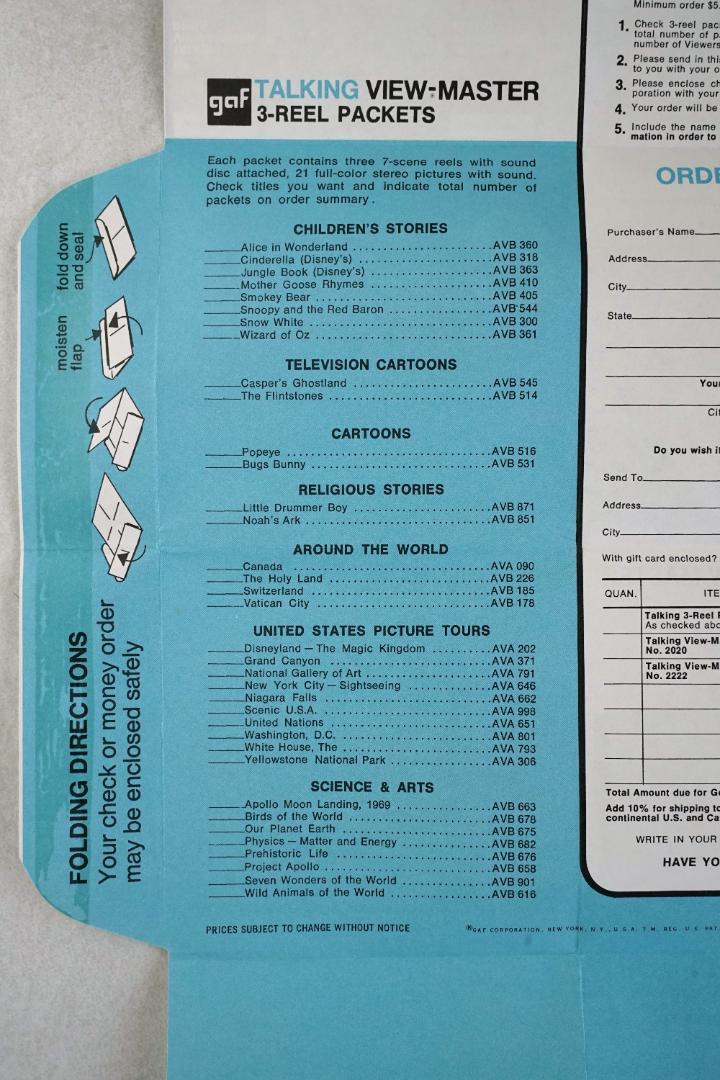 gaf TALKING VIEW-MASTER
3-REEL PACKETS
Each packet contains three 7-scene reels with sound
disc attached, 21 full-color stereo pictures with sound.
Check titles you want and indicate total number of
packets on order summary.
CHILDREN'S STORIES
Alice in Wonderland AVB 360
Cinderella (Disney's) AVB 318
Jungle Book (Disney's) AVB 363
Mother Goose Rhymes AVB 410
Smokey Bear AVB 405
Snoopy and the Red Baron AVB 544
Snow White AVB 300
Wizard of Oz AVB 361
TELEVISION CARTOONS
Casper's Ghostland AVB 545
The Flintstones AVB 514
CARTOONS
Popeye AVB 516
Bugs Bunny AVB 531
RELIGIOUS STORIES
Little Drummer Boy AVB 871
Noah's Ark AVB 851
AROUND THE WORLD
Canada AVA 090
The Holy Land AVB 226
Switzerland AVB 185
Vatican City AVB 178
UNITED STATES PICTURE TOURS
Disneyland — The Magic Kingdom AVA 202
Grand Canyon AVA 371
National Gallery of Art AVA 791
New York City — Sightseeing AVA 646
Niagara Falls AVA 662
Scenic U.S.A. AVA 998
United Nations AVA 651
Washington, D.C. AVA 801
White House, The AVA 793
Yellowstone National Park AVA 306
SCIENCE & ARTS
Apollo Moon Landing, 1969 AVB 663
Birds of the World AVB 678
Our Planet Earth AVB 675
Physics — Matter and Energy AVB 682
Prehistoric Life AVB 676
Project Apollo AVB 658
Seven Wonders of the World AVB 901
Wild Animals of the World AVB 616
PRICES SUBJECT TO CHANGE WITHOUT NOTICE
®GAF CORPORATION, NEW YORK, N.Y., U.S.A. T.M. REG. U.S. PAT.
FOLDING DIRECTIONS
Your check or money order
may be enclosed safely
moisten
flap
fold down
and seal
Minimum order $5.
1. Check 3-reel pac
total number of p
number of Viewers
2. Please send in thi
to you with your o
3. Please enclose ch
poration with your
4. Your order will be
5. Include the name
mation in order to
ORDE
Purchaser's Name
Address
City
State
Your
Cit
Do you wish i
Send To
Address
City
With gift card enclosed?
QUAN. ITE
Talking 3-Reel P
As checked abo
Talking View-M
No. 2020
Talking View-M
No. 2222
Total Amount due for G
Add 10% for shipping to
continental U.S. and Ca
WRITE IN YOUR
HAVE YO